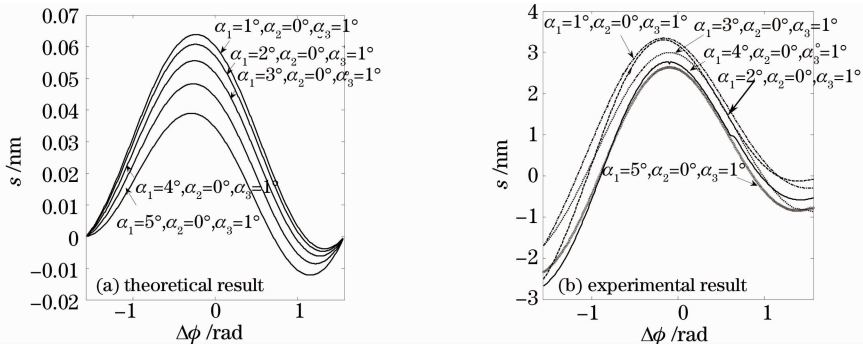 0.07
0.06
0.05
0.04
0.03
0.02
0.01
0
−0.01
−0.02
s /nm
α1=1°,α2=0°,α3=1°
α1=2°,α2=0°,α3=1°
α1=3°,α2=0°,α3=1°
α1=4°,α2=0°,α3=1°
α1=5°,α2=0°,α3=1°
(a) theoretical result
−1
0
1
Δϕ /rad
4
3
2
1
0
−1
−2
−3
s /nm
α1=1°,α2=0°,α3=1°
α1=3°,α2=0°,α3=1°
α1=4°,α2=0°,α3=1°
α1=2°,α2=0°,α3=1°
α1=5°,α2=0°,α3=1°
(b) experimental result
−1
0
1
Δϕ /rad